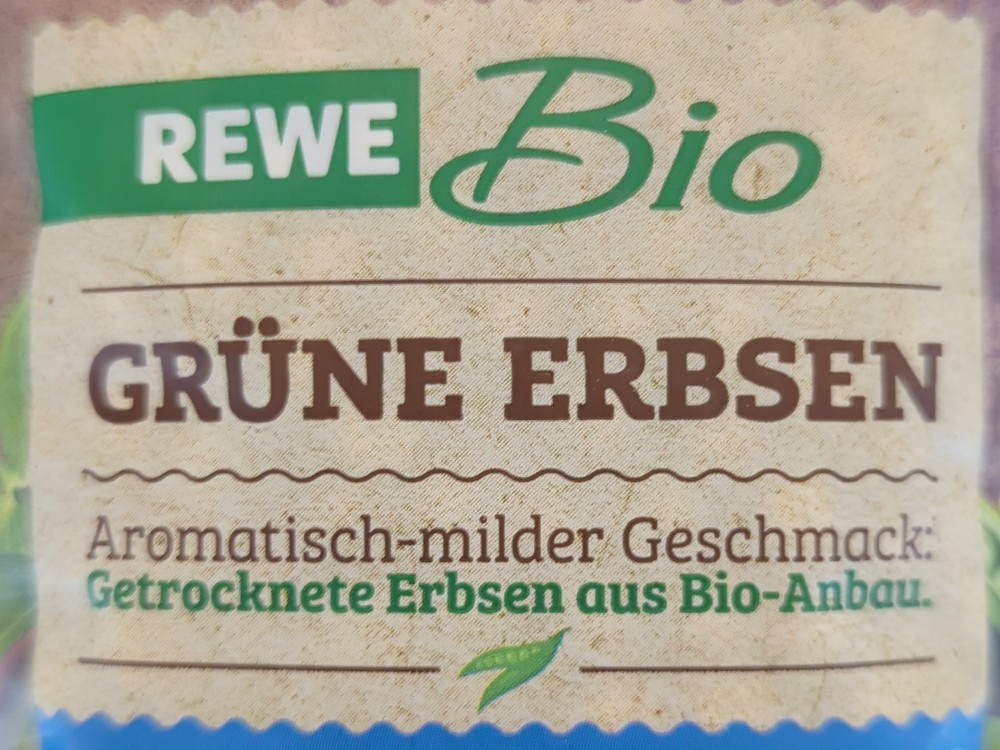 REWE Bio
GRÜNE ERBSEN
Aromatisch-milder Geschmack:
Getrocknete Erbsen aus Bio-Anbau.